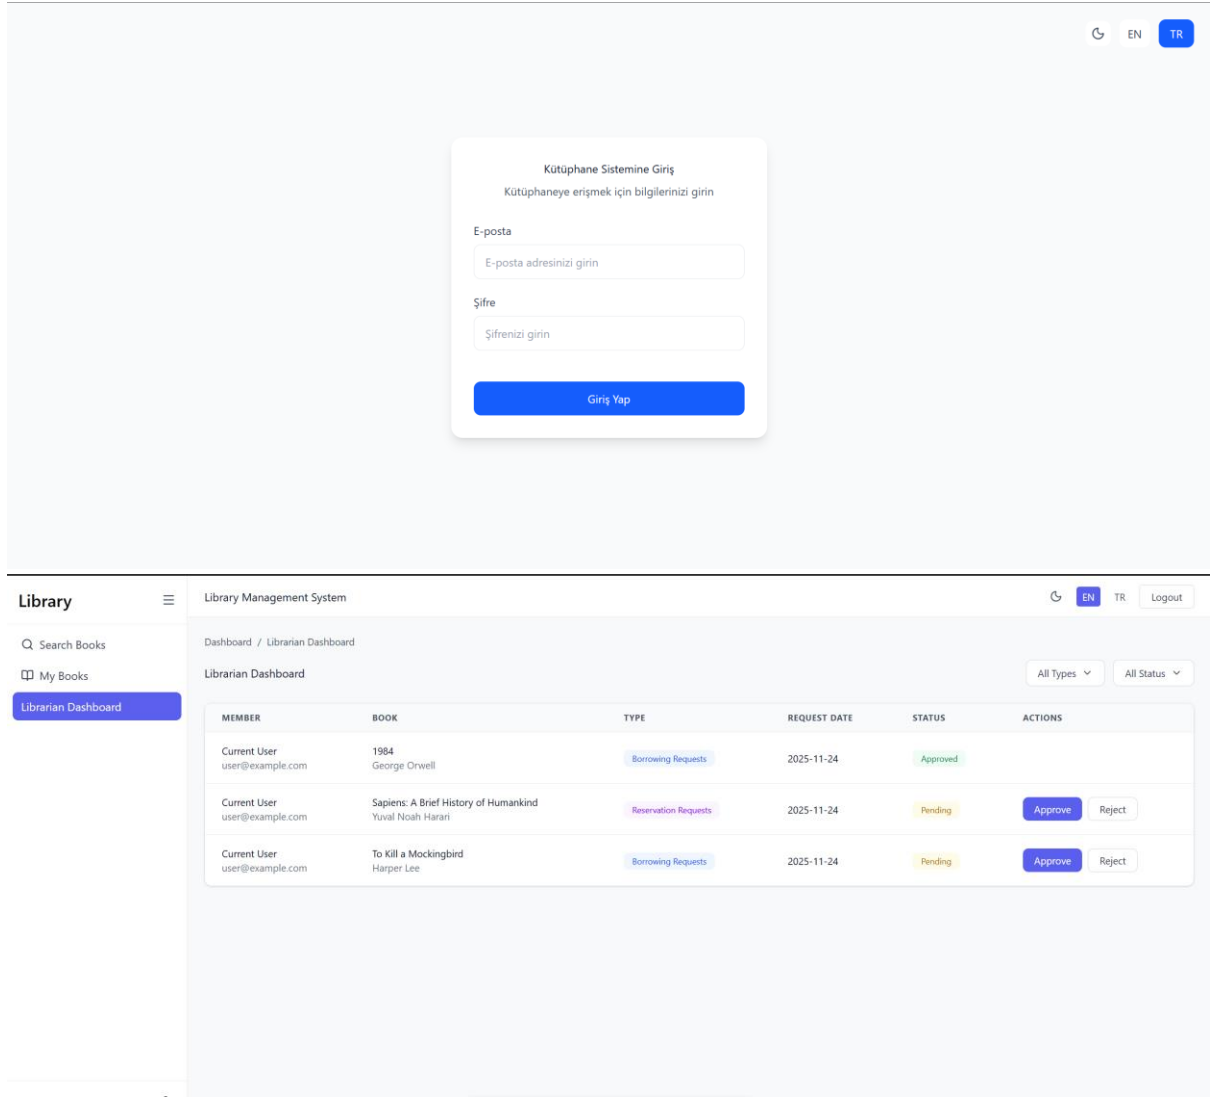 EN TR
Kütüphane Sistemine Giriş
Kütüphaneye erişmek için bilgilerinizi girin
E-posta
E-posta adresinizi girin
Şifre
Şifrenizi girin
Giriş Yap
Library
Library Management System
EN TR Logout
Search Books
My Books
Librarian Dashboard
Dashboard / Librarian Dashboard
Librarian Dashboard
All Types All Status
MEMBER BOOK TYPE REQUEST DATE STATUS ACTIONS
Current User 1984
user@example.com George Orwell
Borrowing Requests 2025-11-24 Approved
Current User Sapiens: A Brief History of Humankind
user@example.com Yuval Noah Harari
Reservation Requests 2025-11-24 Pending Approve Reject
Current User To Kill a Mockingbird
user@example.com Harper Lee
Borrowing Requests 2025-11-24 Pending Approve Reject